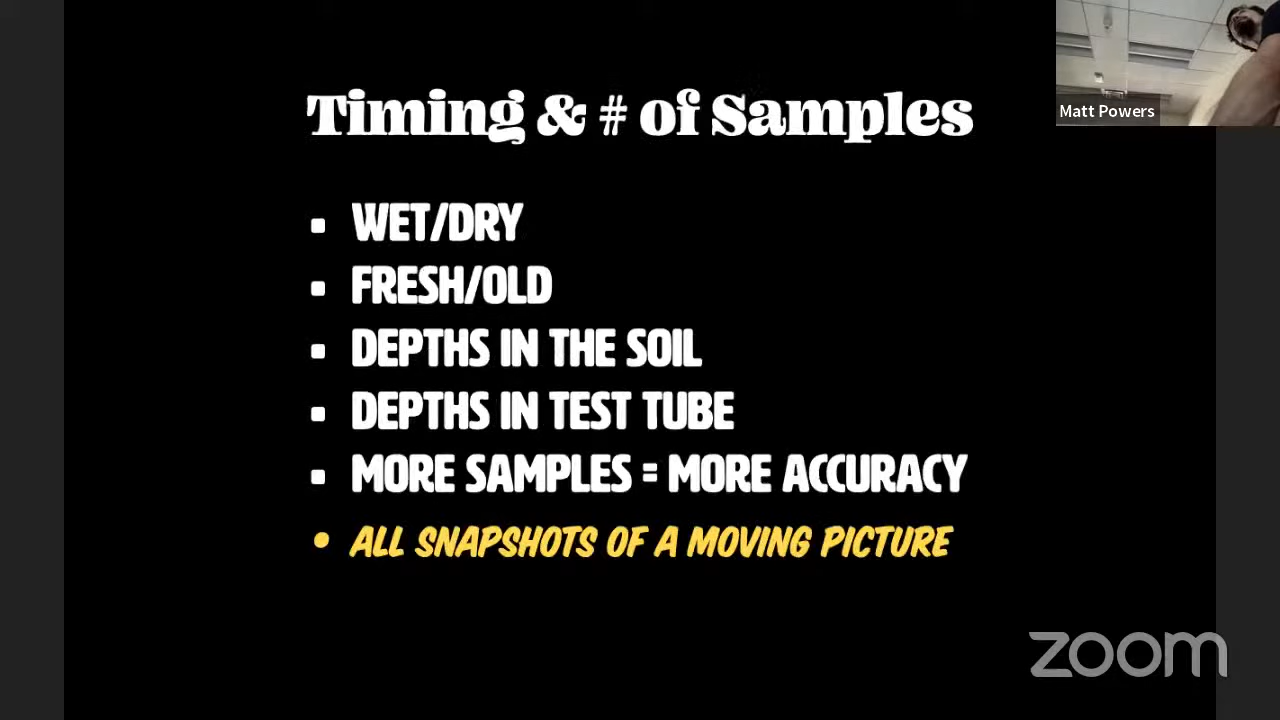 Timing & # of Samples
WET/DRY
FRESH/OLD
DEPTHS IN THE SOIL
DEPTHS IN TEST TUBE
MORE SAMPLES = MORE ACCURACY
ALL SNAPSHOTS OF A MOVING PICTURE
Matt Powers
zoom